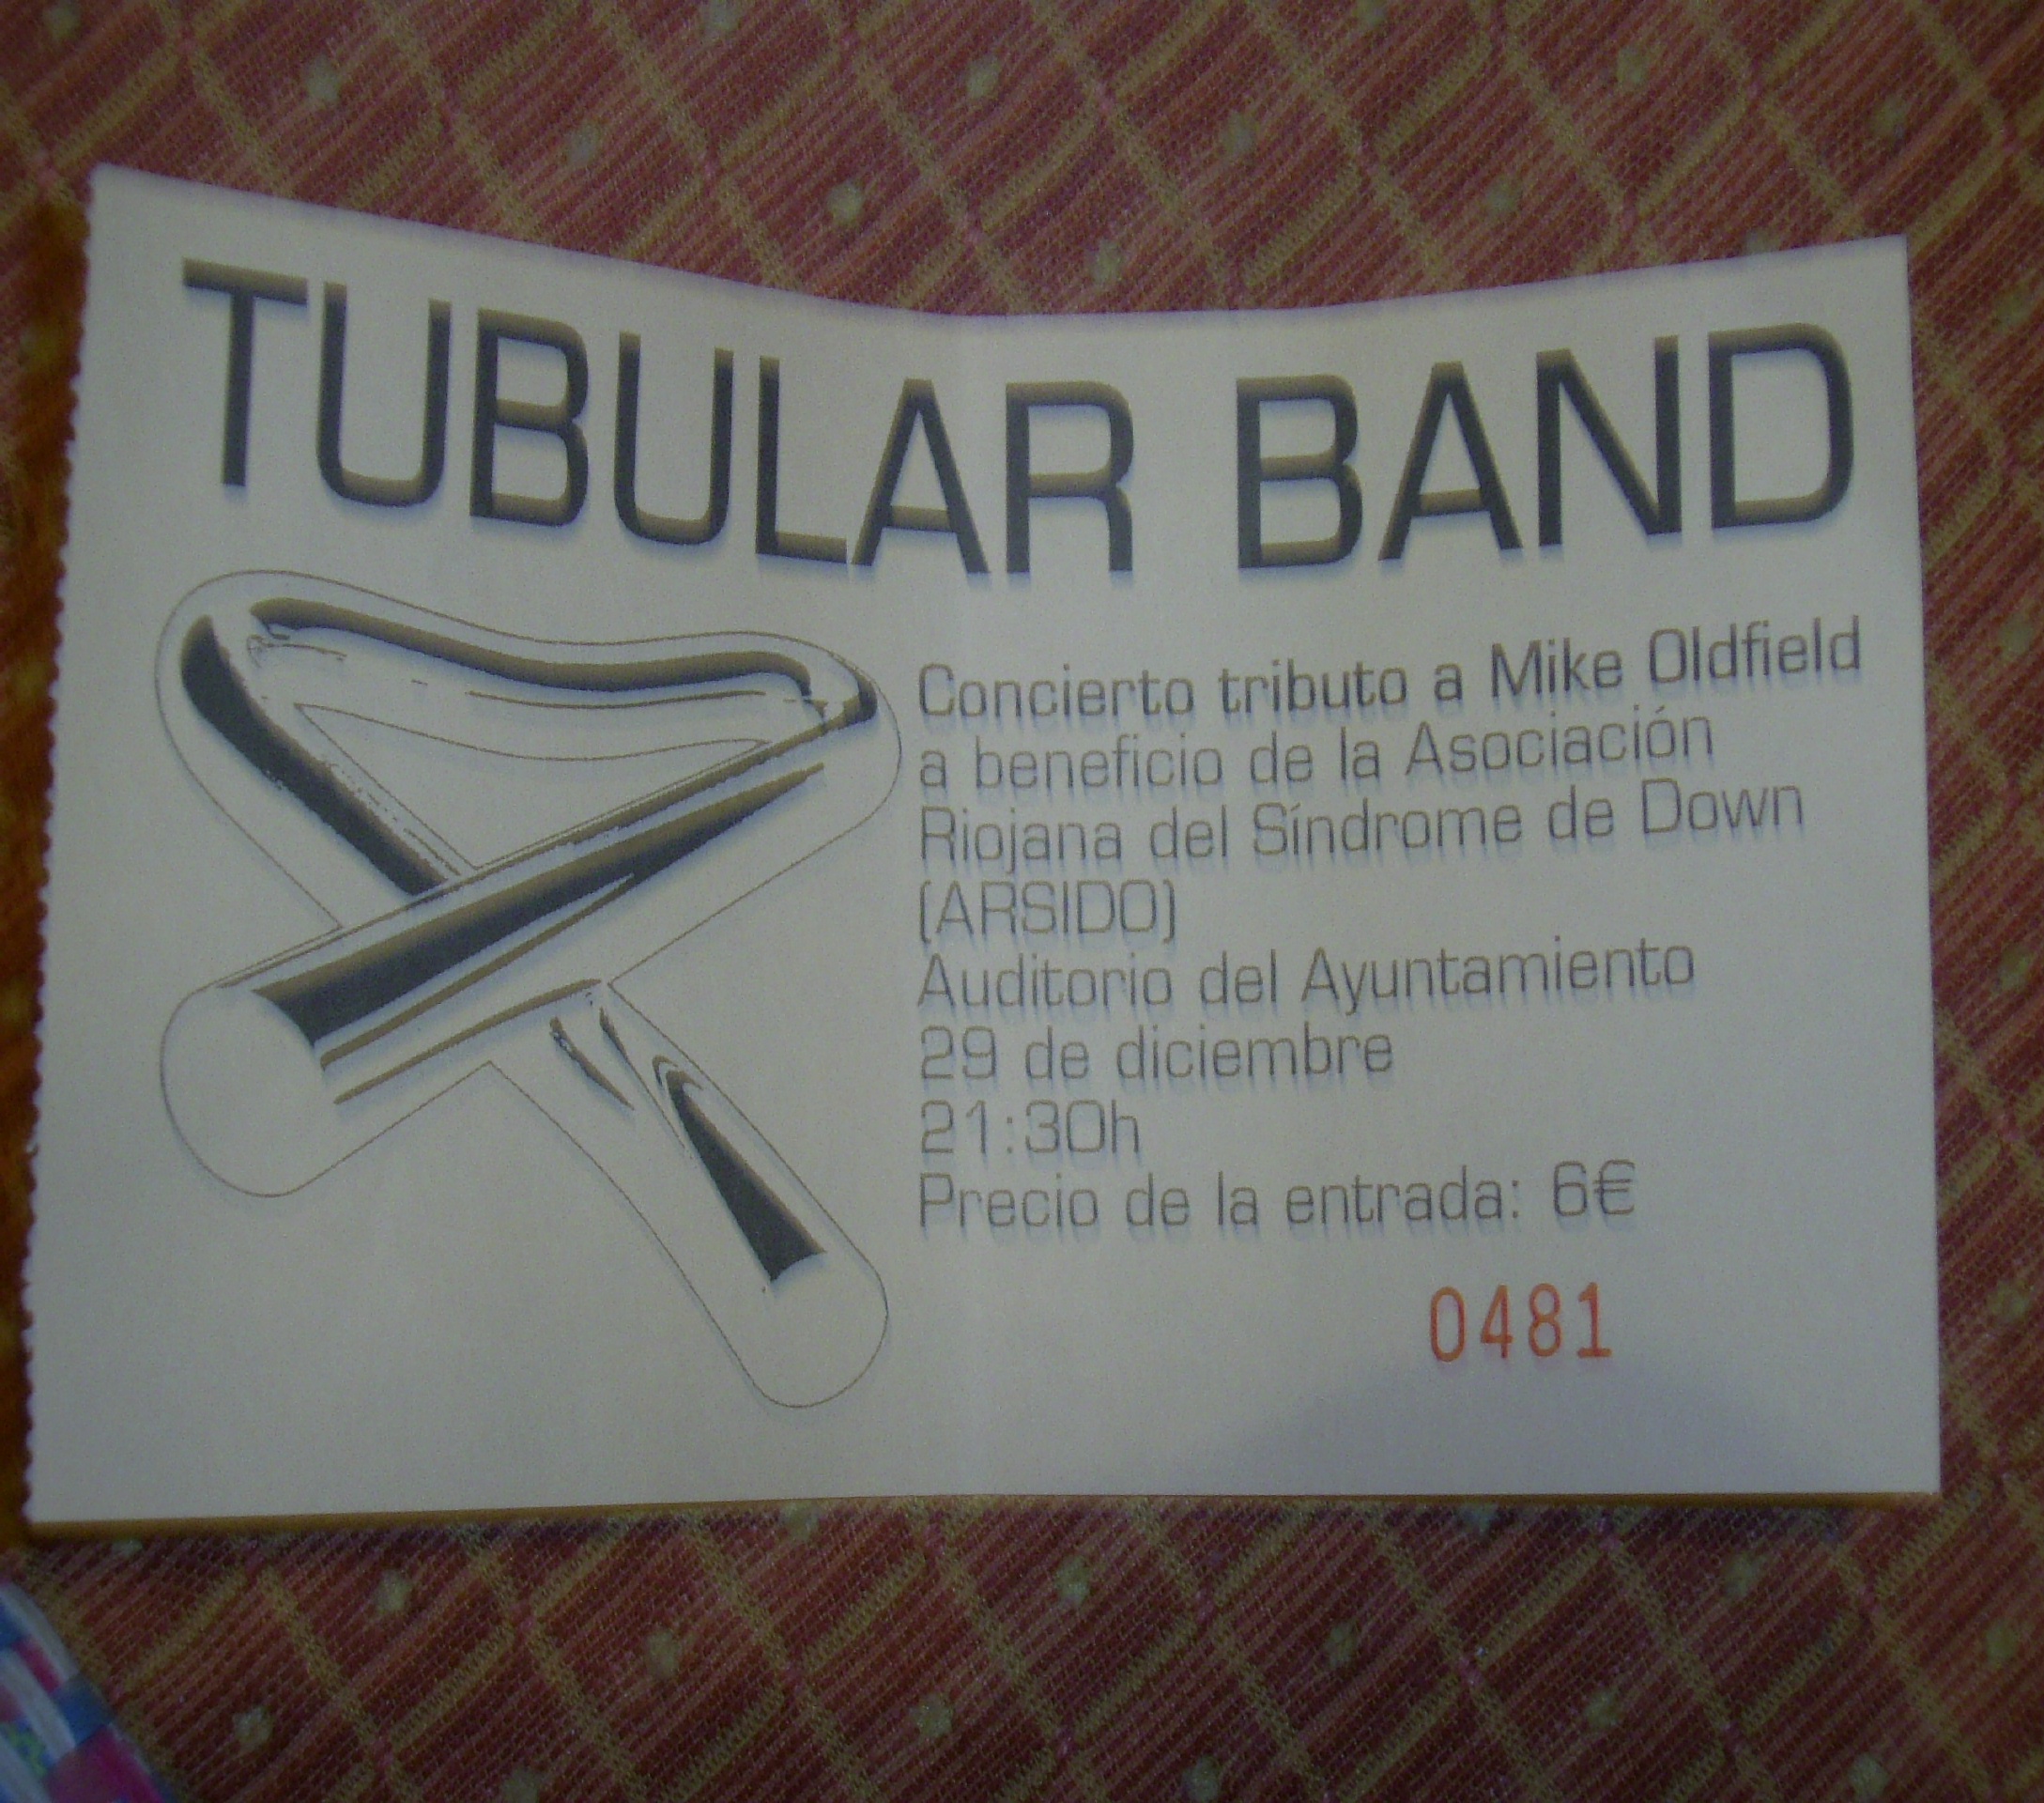 TUBULAR BAND
Concierto tributo a Mike Oldfield
a beneficio de la Asociación
Riojana del Síndrome de Down
(ARSIDO)
Auditorio del Ayuntamiento
29 de diciembre
21:30h
Precio de la entrada: 6€
0481